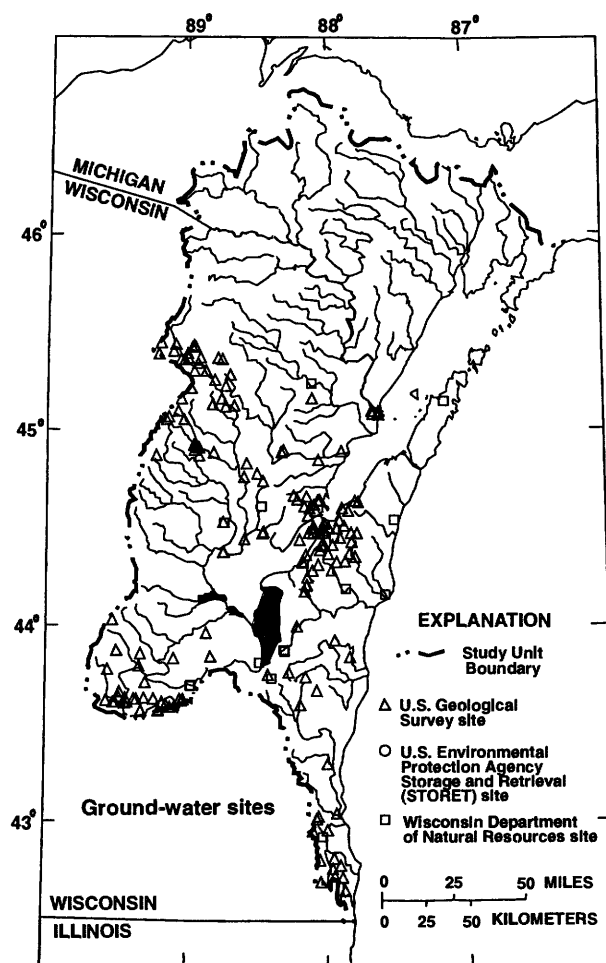 89°
88°
87°
MICHIGAN
WISCONSIN
46°
45°
44°
43°
EXPLANATION
Study Unit
Boundary
U.S. Geological
Survey site
U.S. Environmental
Protection Agency
Storage and Retrieval
(STORET) site
Wisconsin Department
of Natural Resources site
Ground-water sites
0 25 50 MILES
0 25 50 KILOMETERS
WISCONSIN
ILLINOIS